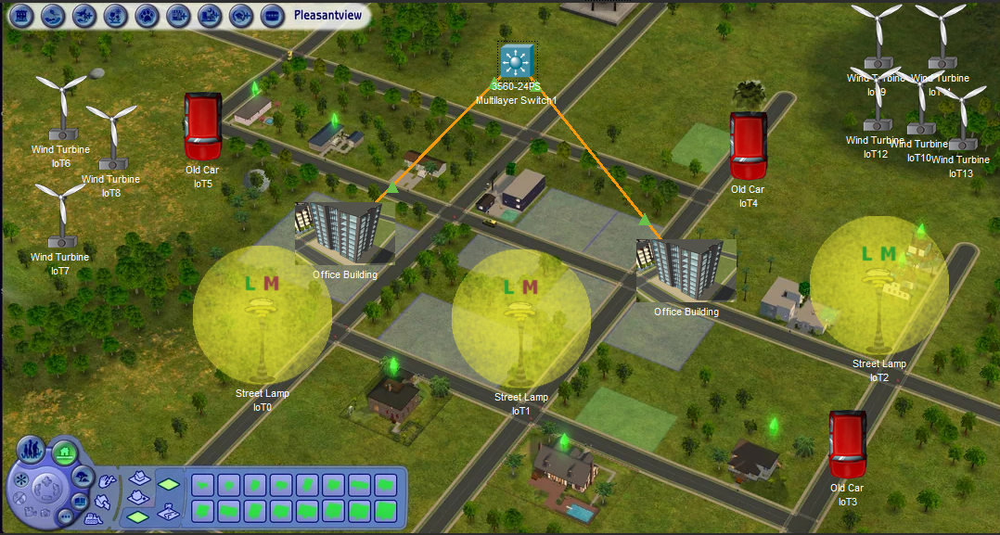 Pleasantview
3560-24PS
Multilayer Switch1
Wind Turbine
IoT9
Wind Turbine
Wind Turbine
IoT12
Wind Turbine
IoT10
Wind Turbine
IoT13
Wind Turbine
IoT6
Wind Turbine
IoT8
Wind Turbine
IoT7
Old Car
IoT5
Old Car
IoT4
Office Building
Office Building
L M
L M
L M
Street Lamp
IoT0
Street Lamp
IoT1
Street Lamp
IoT2
Old Car
IoT3